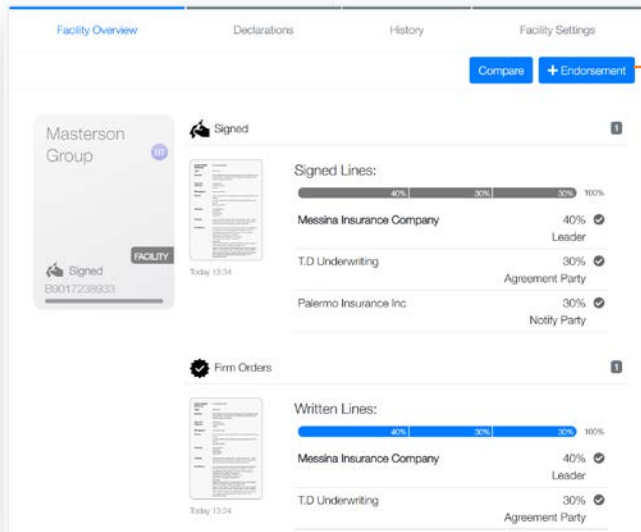 Facility Overview
Declarations
History
Facility Settings
Compare
+ Endorsement
Masterson
Group
BT
FACILITY
Signed
B9017238933
Signed
1
Today 13:34
Signed Lines:
40% 30% 30% 100%
Messina Insurance Company 40%
Leader
T.D Underwriting 30%
Agreement Party
Palermo Insurance Inc 30%
Notify Party
Firm Orders
1
Today 13:24
Written Lines:
40% 30% 30% 100%
Messina Insurance Company 40%
Leader
T.D Underwriting 30%
Agreement Party